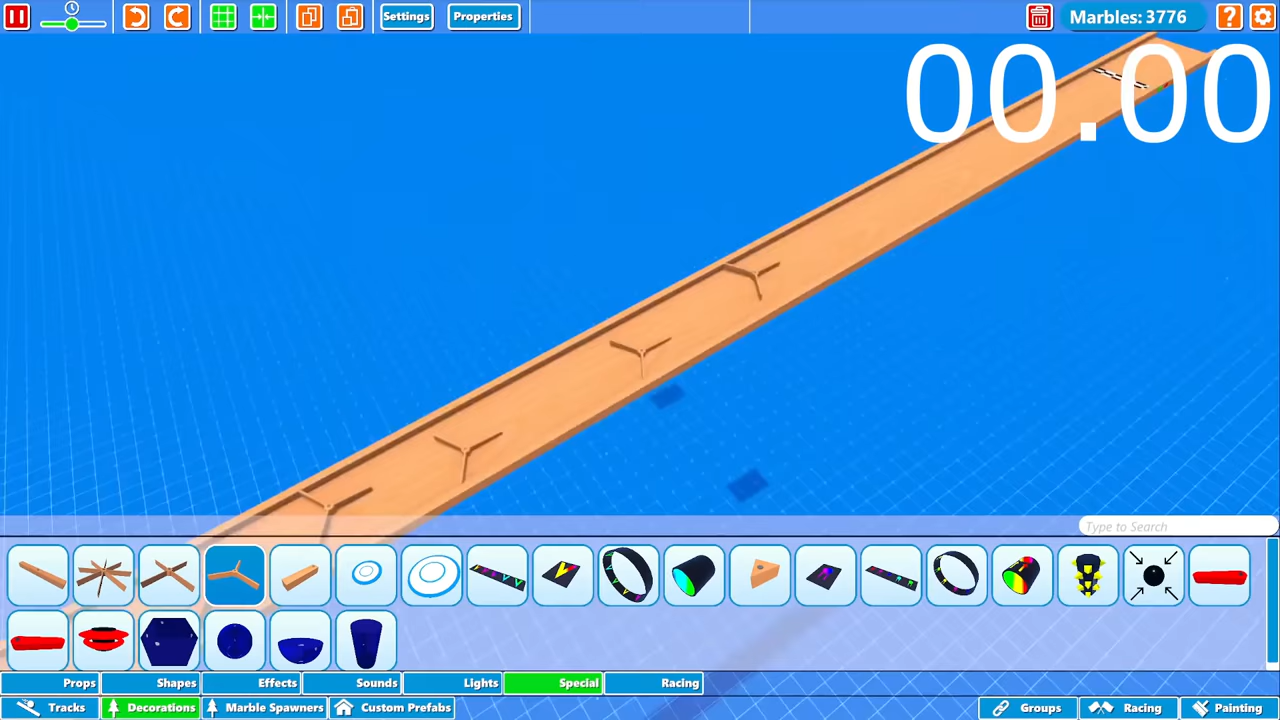 Settings
Properties
Marbles: 3776
?
00.00
Type to Search
Props
Shapes
Effects
Sounds
Lights
Special
Racing
Tracks
Decorations
Marble Spawners
Custom Prefabs
Groups
Racing
Painting